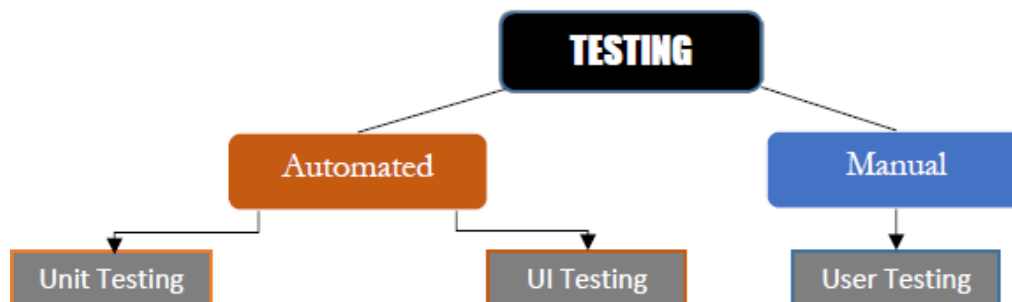 TESTING
Automated
Manual
Unit Testing
UI Testing
User Testing